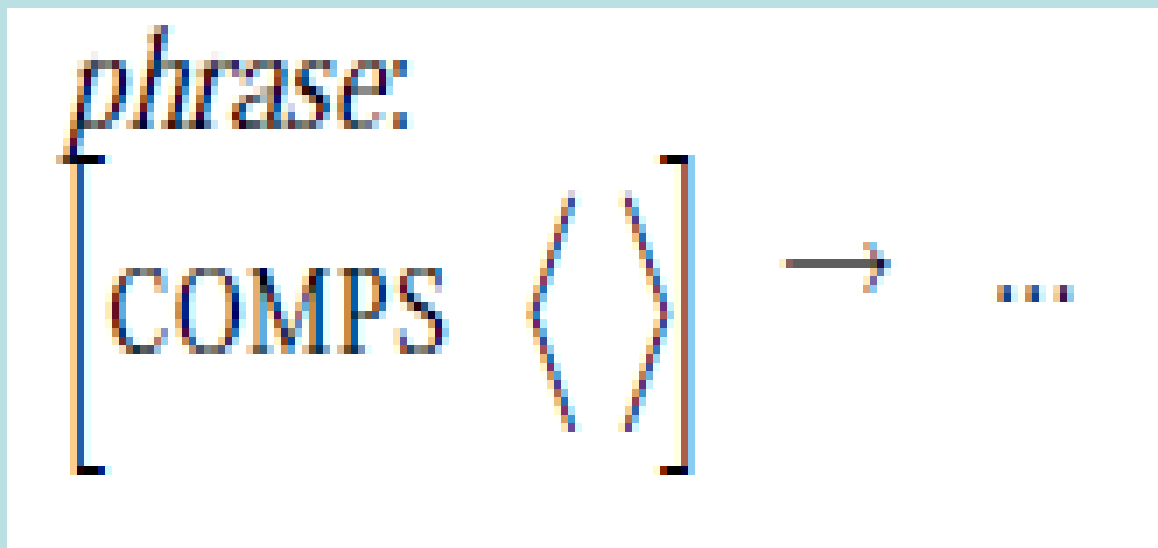 phrase:
[COMPS ⟨ ⟩] → ...